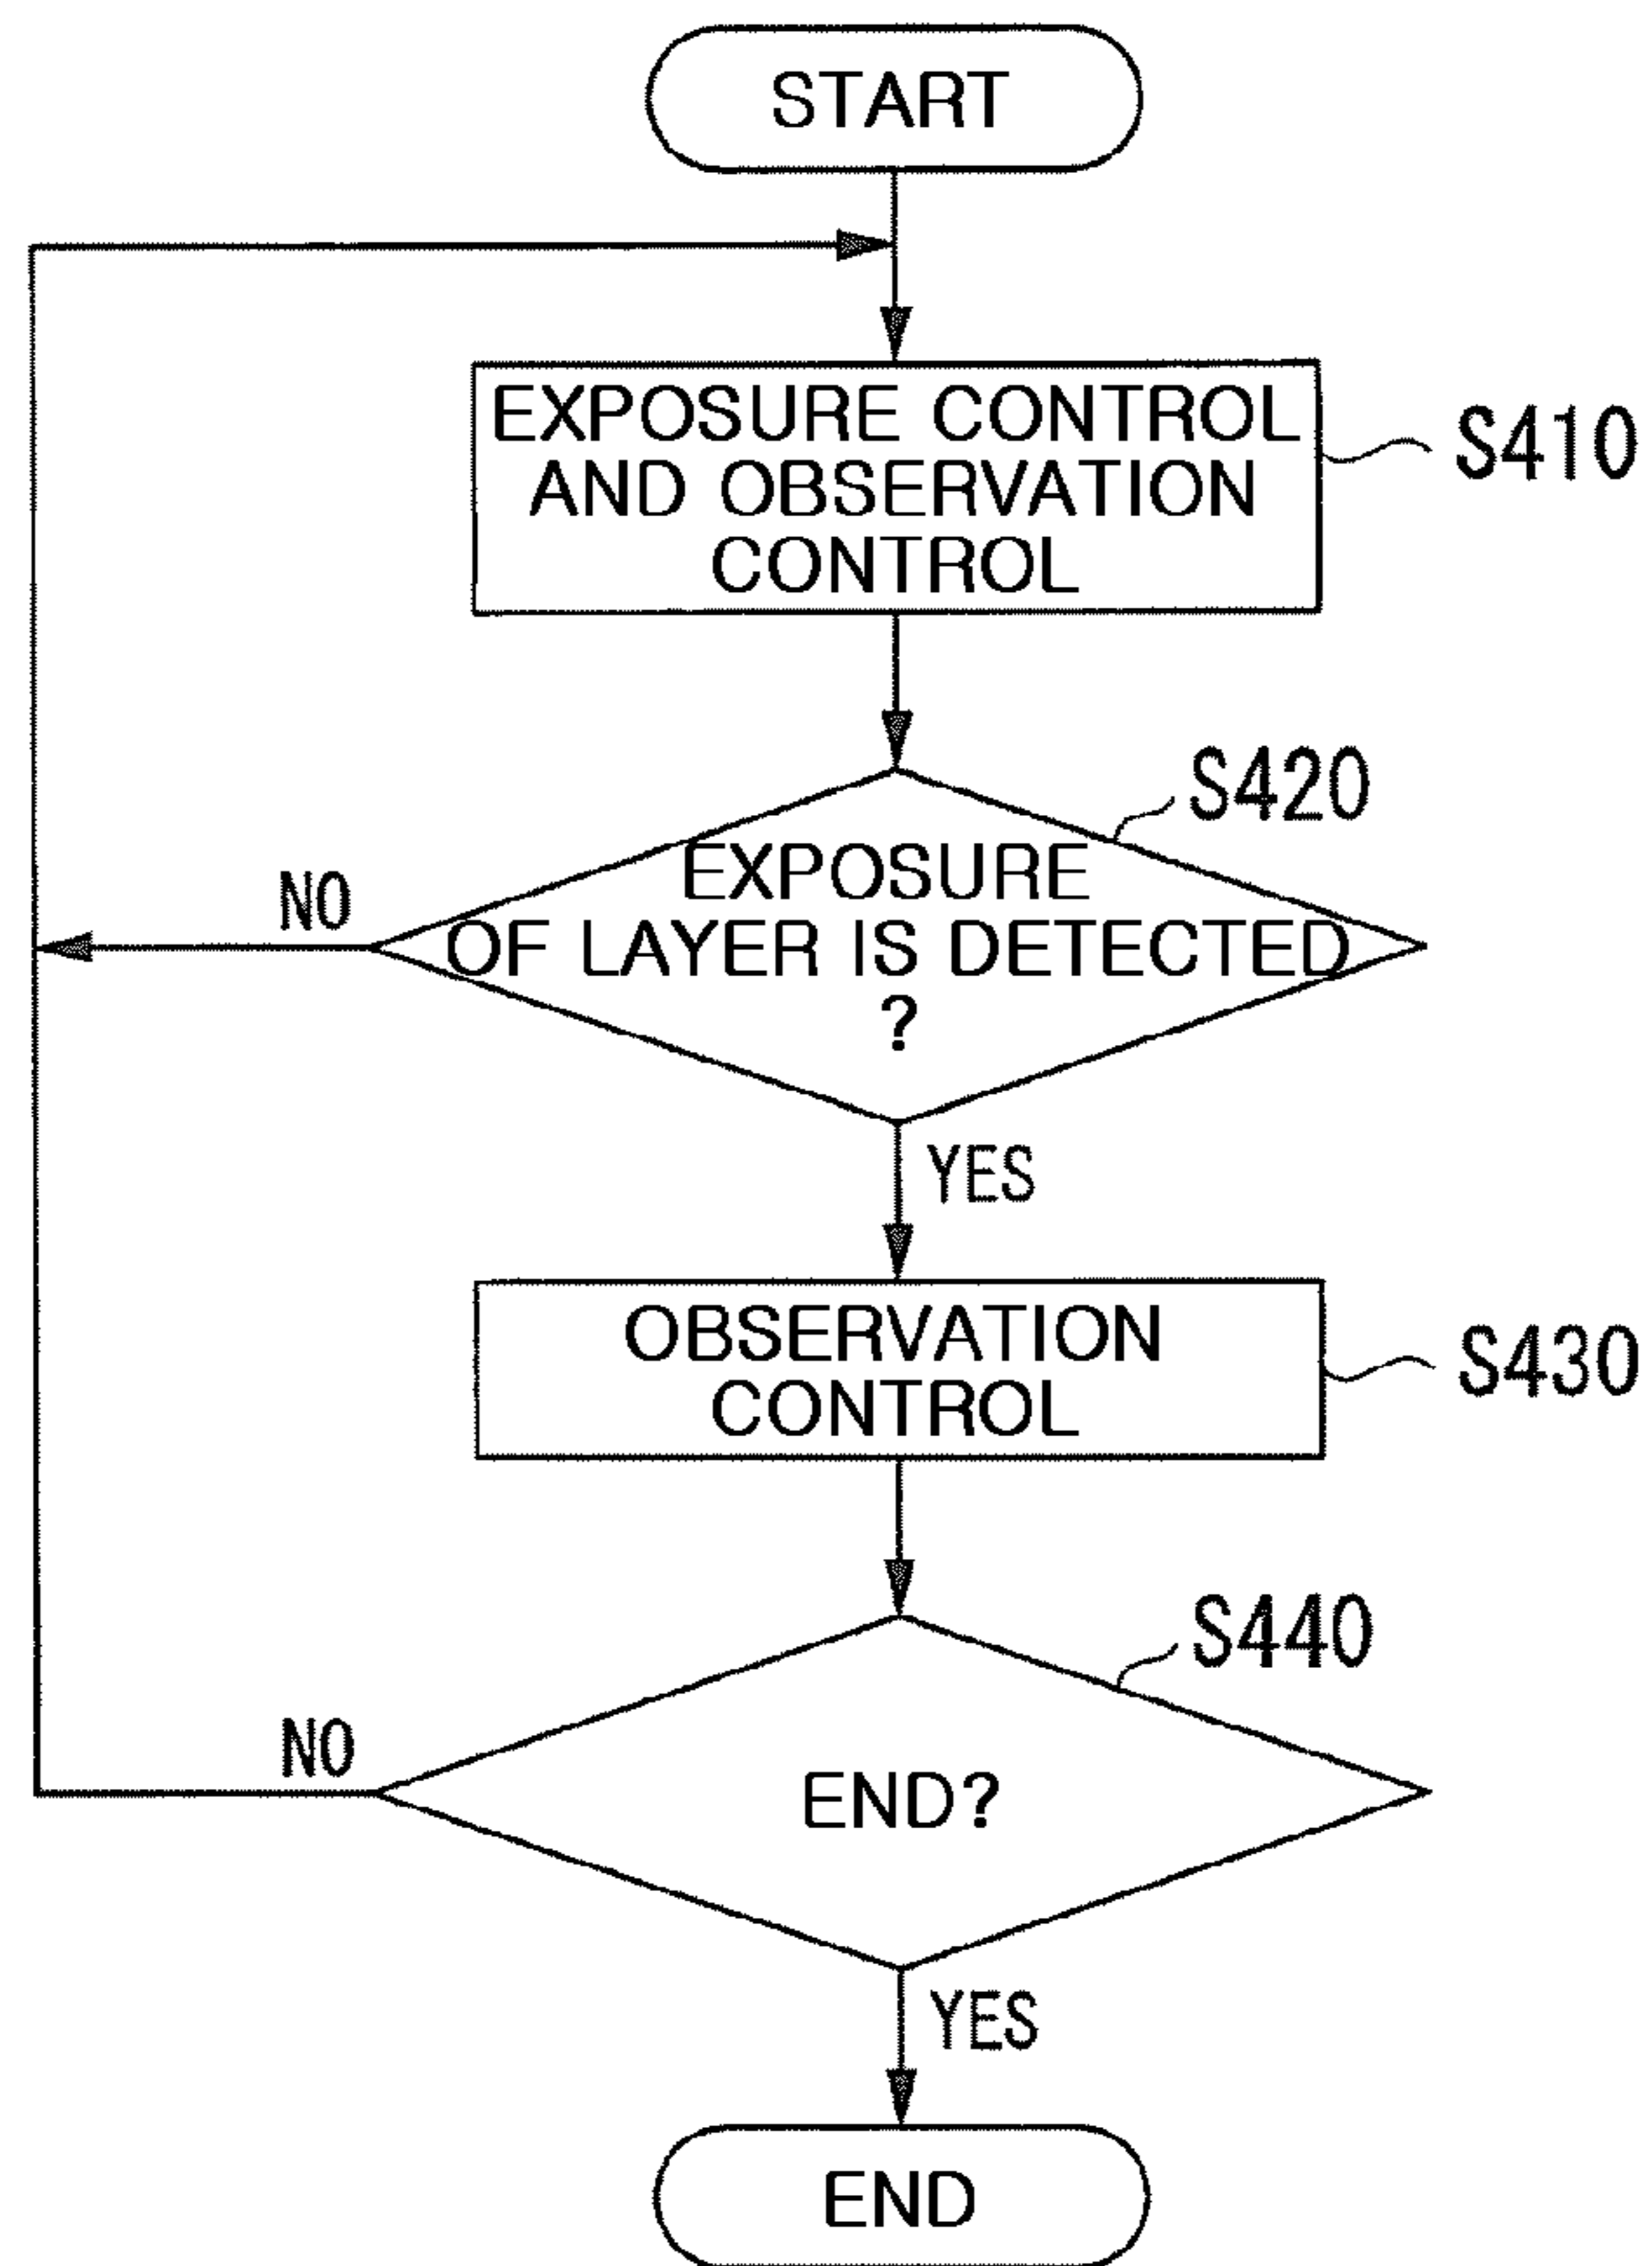 START
EXPOSURE CONTROL
AND OBSERVATION
CONTROL
S410
S420
EXPOSURE
OF LAYER IS DETECTED
?
NO
YES
OBSERVATION
CONTROL
S430
S440
END?
NO
YES
END